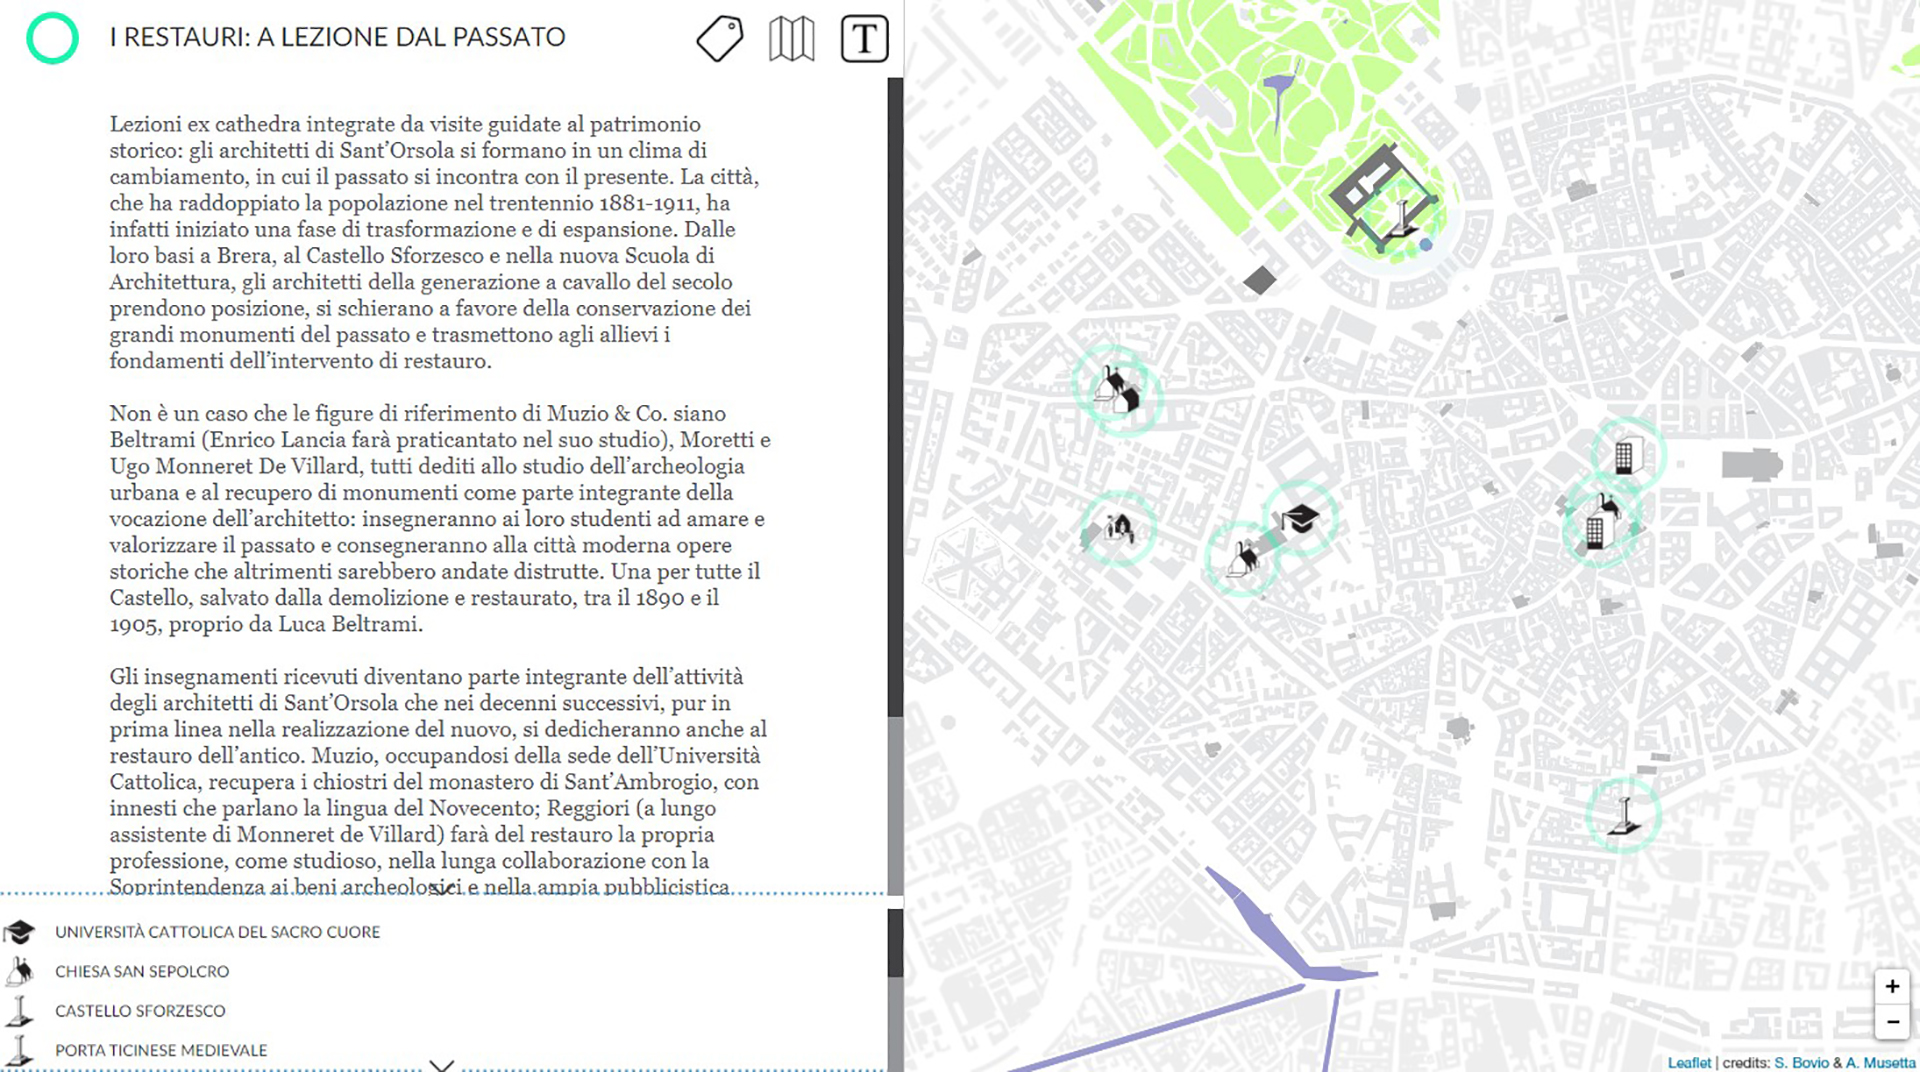 I RESTAURI: A LEZIONE DAL PASSATO
T
Lezioni ex cathedra integrate da visite guidate al patrimonio
storico: gli architetti di Sant’Orsola si formano in un clima di
cambiamento, in cui il passato si incontra con il presente. La città,
che ha raddoppiato la popolazione nel trentennio 1881-1911, ha
infatti iniziato una fase di trasformazione e di espansione. Dalle
loro basi a Brera, al Castello Sforzesco e nella nuova Scuola di
Architettura, gli architetti della generazione a cavallo del secolo
prendono posizione, si schierano a favore della conservazione dei
grandi monumenti del passato e trasmettono agli allievi i
fondamenti dell’intervento di restauro.
Non è un caso che le figure di riferimento di Muzio & Co. siano
Beltrami (Enrico Lancia farà praticantato nel suo studio), Moretti e
Ugo Monneret De Villard, tutti dediti allo studio dell’archeologia
urbana e al recupero di monumenti come parte integrante della
vocazione dell’architetto: insegneranno ai loro studenti ad amare e
valorizzare il passato e consegneranno alla città moderna opere
storiche che altrimenti sarebbero andate distrutte. Una per tutte il
Castello, salvato dalla demolizione e restaurato, tra il 1890 e il
1905, proprio da Luca Beltrami.
Gli insegnamenti ricevuti diventano parte integrante dell’attività
degli architetti di Sant’Orsola che nei decenni successivi, pur in
prima linea nella realizzazione del nuovo, si dedicheranno anche al
restauro dell’antico. Muzio, occupandosi della sede dell’Università
Cattolica, recupera i chiostri del monastero di Sant’Ambrogio, con
innesti che parlano la lingua del Novecento; Reggiori (a lungo
assistente di Monneret de Villard) farà del restauro la propria
professione, come studioso, nella lunga collaborazione con la
Soprintendenza ai beni archeologici e nella ampia pubblicistica
UNIVERSITÀ CATTOLICA DEL SACRO CUORE
CHIESA SAN SEPOLCRO
CASTELLO SFORZESCO
PORTA TICINESE MEDIEVALE
+
−
Leaflet | credits: S. Bovio & A. Musetta